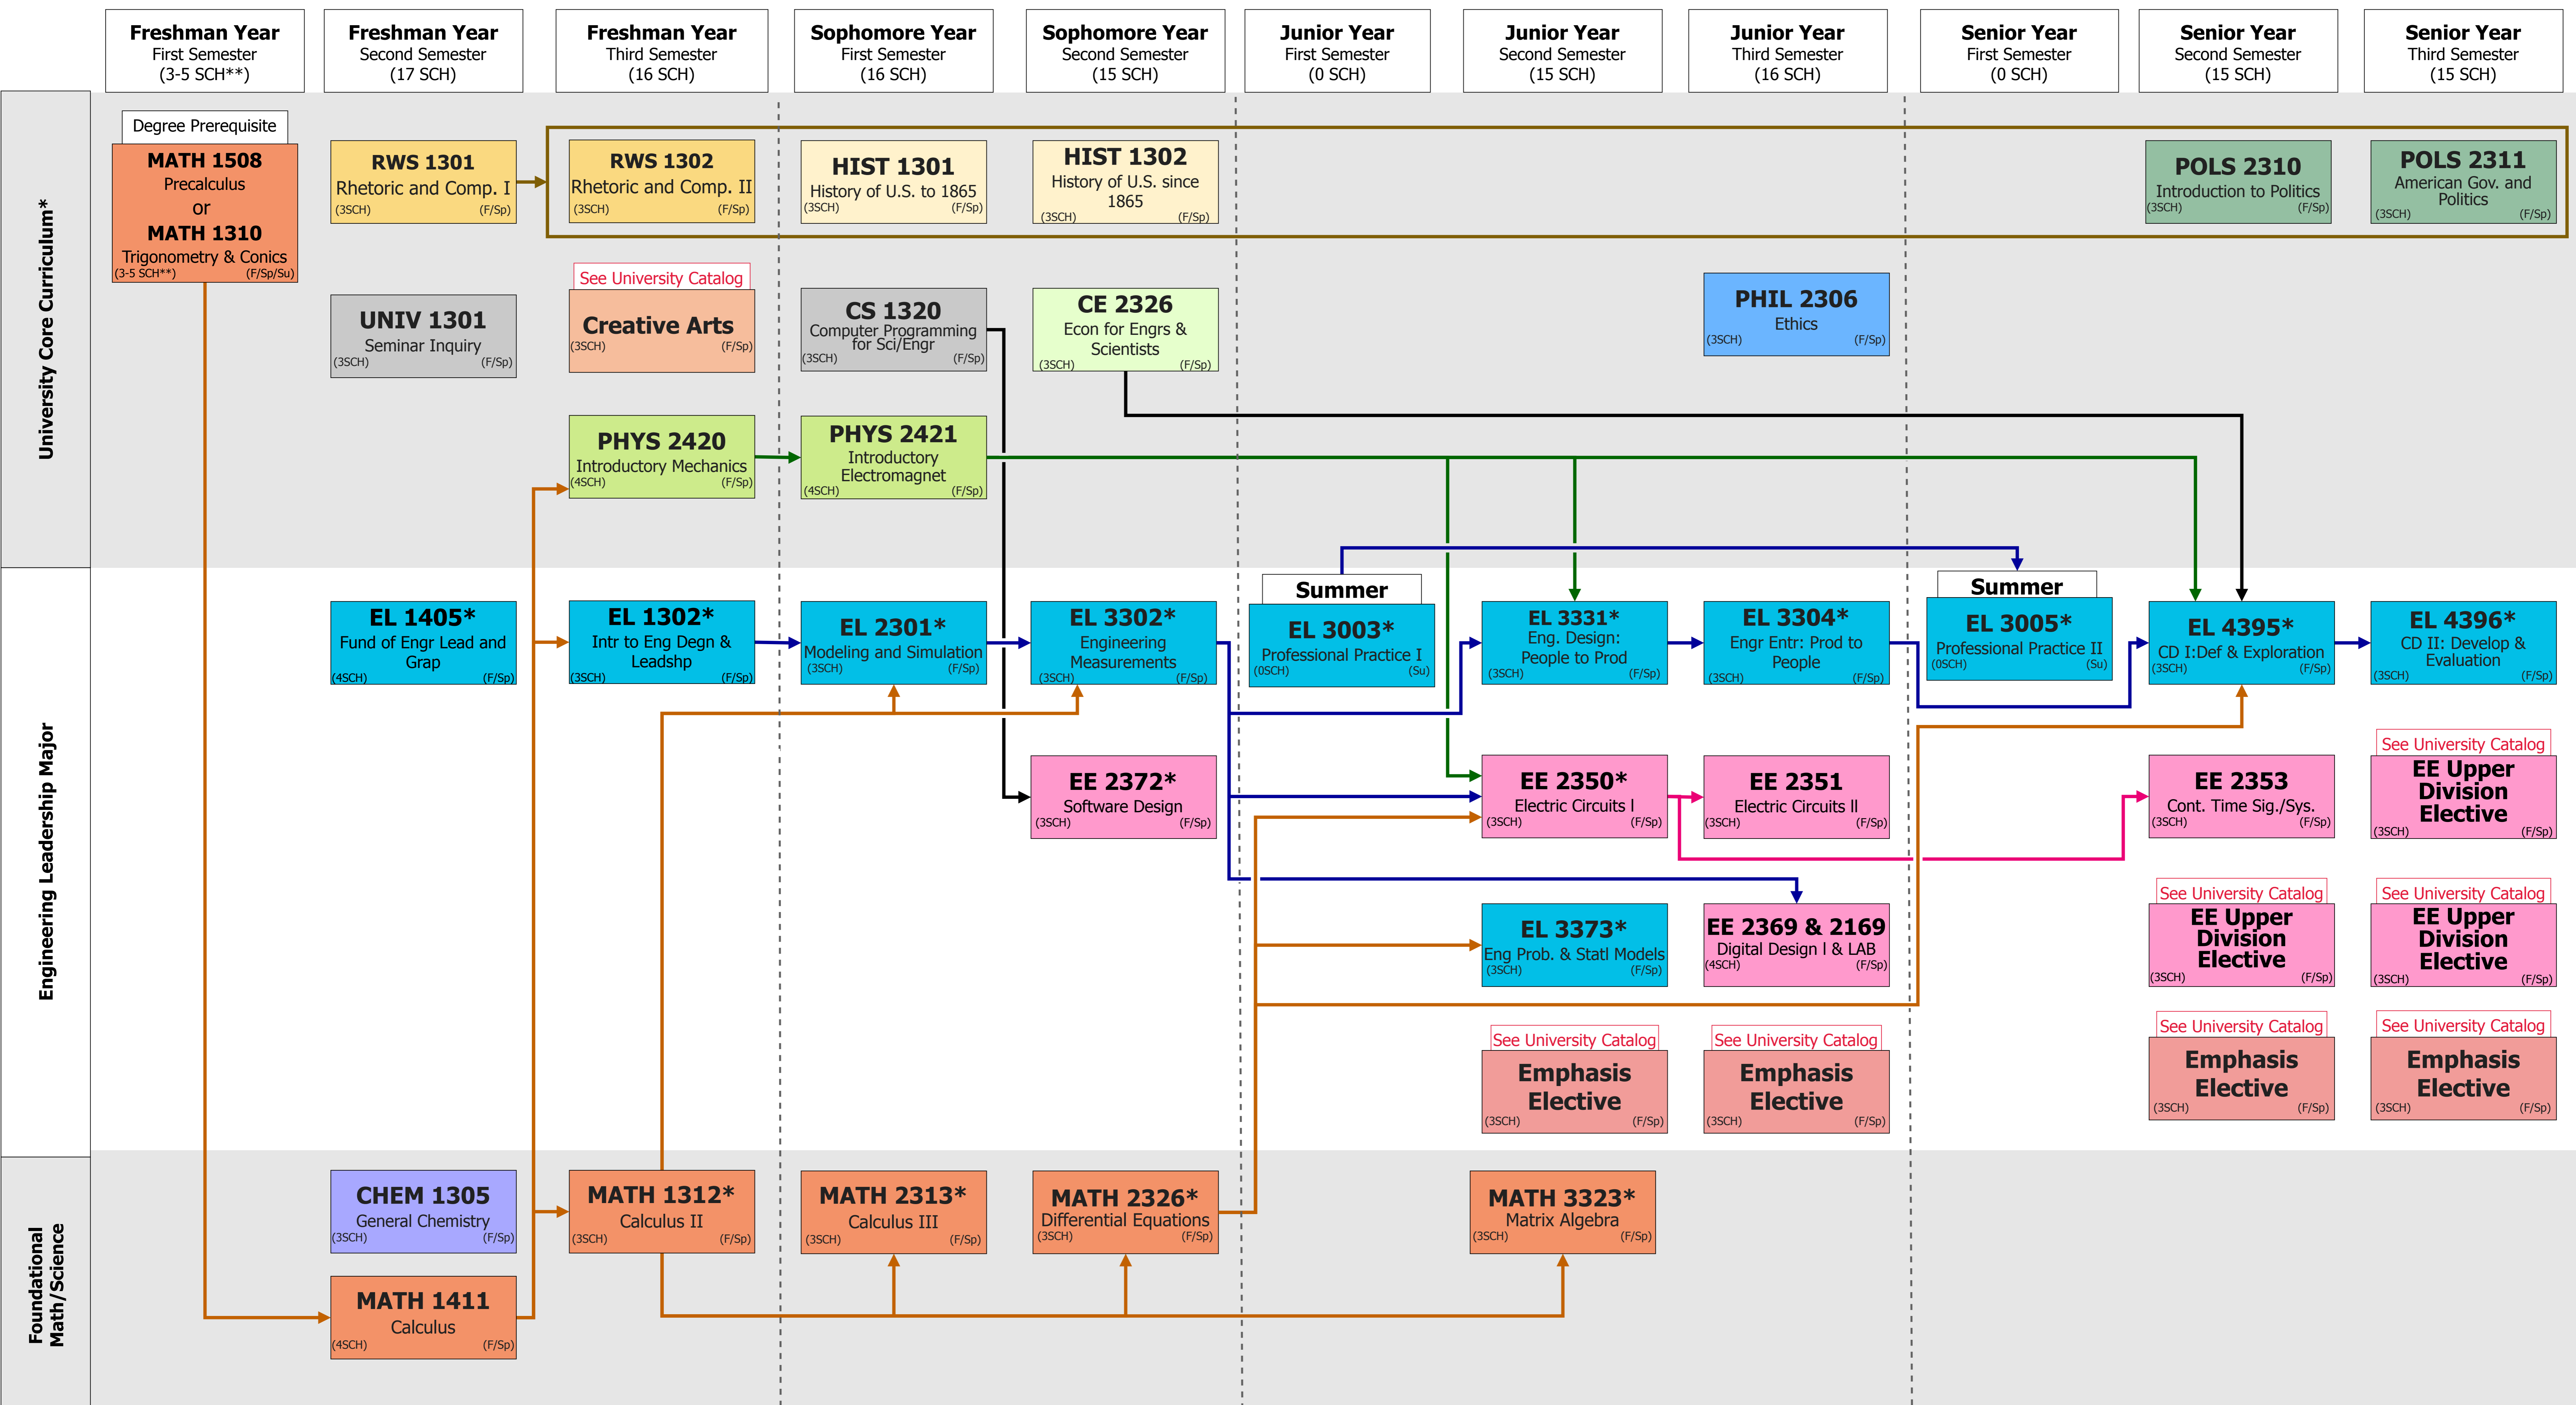 Freshman Year
First Semester
(3-5 SCH**)
Freshman Year
Second Semester
(17 SCH)
Freshman Year
Third Semester
(16 SCH)
Sophomore Year
First Semester
(16 SCH)
Sophomore Year
Second Semester
(15 SCH)
Junior Year
First Semester
(0 SCH)
Junior Year
Second Semester
(15 SCH)
Junior Year
Third Semester
(16 SCH)
Senior Year
First Semester
(0 SCH)
Senior Year
Second Semester
(15 SCH)
Senior Year
Third Semester
(15 SCH)
University Core Curriculum*
Degree Prerequisite
MATH 1508
Precalculus
or
MATH 1310
Trigonometry & Conics
(3-5 SCH**) (F/Sp/Su)
RWS 1301
Rhetoric and Comp. I
(3SCH) (F/Sp)
RWS 1302
Rhetoric and Comp. II
(3SCH) (F/Sp)
HIST 1301
History of U.S. to 1865
(3SCH) (F/Sp)
HIST 1302
History of U.S. since
1865
(3SCH) (F/Sp)
POLS 2310
Introduction to Politics
(3SCH) (F/Sp)
POLS 2311
American Gov. and
Politics
(3SCH) (F/Sp)
UNIV 1301
Seminar Inquiry
(3SCH) (F/Sp)
See University Catalog
Creative Arts
(3SCH) (F/Sp)
CS 1320
Computer Programming
for Sci/Engr
(3SCH) (F/Sp)
CE 2326
Econ for Engrs &
Scientists
(3SCH) (F/Sp)
PHIL 2306
Ethics
(3SCH) (F/Sp)
PHYS 2420
Introductory Mechanics
(4SCH) (F/Sp)
PHYS 2421
Introductory
Electromagnet
(4SCH) (F/Sp)
Engineering Leadership Major
EL 1405*
Fund of Engr Lead and
Grap
(4SCH) (F/Sp)
EL 1302*
Intr to Eng Degn &
Leadshp
(3SCH) (F/Sp)
EL 2301*
Modeling and Simulation
(3SCH) (F/Sp)
EL 3302*
Engineering
Measurements
(3SCH) (F/Sp)
Summer
EL 3003*
Professional Practice I
(0SCH) (Su)
EL 3331*
Eng. Design:
People to Prod
(3SCH) (F/Sp)
EL 3304*
Engr Entr: Prod to
People
(3SCH) (F/Sp)
Summer
EL 3005*
Professional Practice II
(0SCH) (Su)
EL 4395*
CD I:Def & Exploration
(3SCH) (F/Sp)
EL 4396*
CD II: Develop &
Evaluation
(3SCH) (F/Sp)
EE 2372*
Software Design
(3SCH) (F/Sp)
EE 2350*
Electric Circuits l
(3SCH) (F/Sp)
EE 2351
Electric Circuits ll
(3SCH) (F/Sp)
EE 2353
Cont. Time Sig./Sys.
(3SCH) (F/Sp)
See University Catalog
EE Upper
Division
Elective
(3SCH) (F/Sp)
EL 3373*
Eng Prob. & Statl Models
(3SCH) (F/Sp)
EE 2369 & 2169
Digital Design l & LAB
(4SCH) (F/Sp)
See University Catalog
EE Upper
Division
Elective
(3SCH) (F/Sp)
See University Catalog
EE Upper
Division
Elective
(3SCH) (F/Sp)
See University Catalog
Emphasis
Elective
(3SCH) (F/Sp)
See University Catalog
Emphasis
Elective
(3SCH) (F/Sp)
See University Catalog
Emphasis
Elective
(3SCH) (F/Sp)
See University Catalog
Emphasis
Elective
(3SCH) (F/Sp)
Foundational
Math/Science
CHEM 1305
General Chemistry
(3SCH) (F/Sp)
MATH 1312*
Calculus II
(3SCH) (F/Sp)
MATH 2313*
Calculus III
(3SCH) (F/Sp)
MATH 2326*
Differential Equations
(3SCH) (F/Sp)
MATH 3323*
Matrix Algebra
(3SCH) (F/Sp)
MATH 1411
Calculus
(4SCH) (F/Sp)